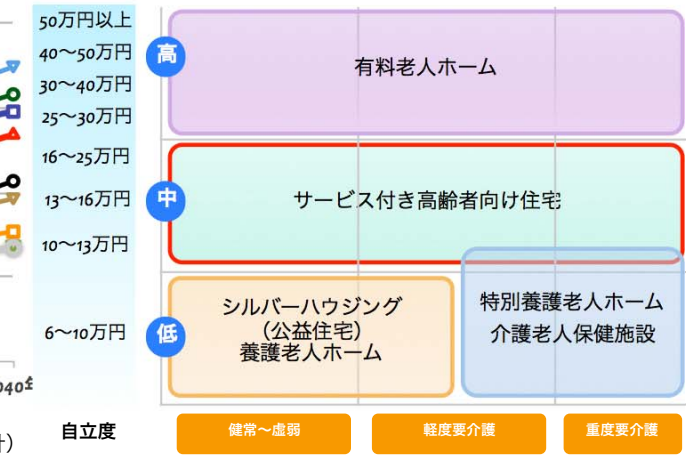 50万円以上
40〜50万円
30〜40万円
25〜30万円
16〜25万円
13〜16万円
10〜13万円
6〜10万円
高
有料老人ホーム
中
サービス付き高齢者向け住宅
低
シルバーハウジング
（公益住宅）
養護老人ホーム
特別養護老人ホーム
介護老人保健施設
自立度
健常〜虚弱
軽度要介護
重度要介護